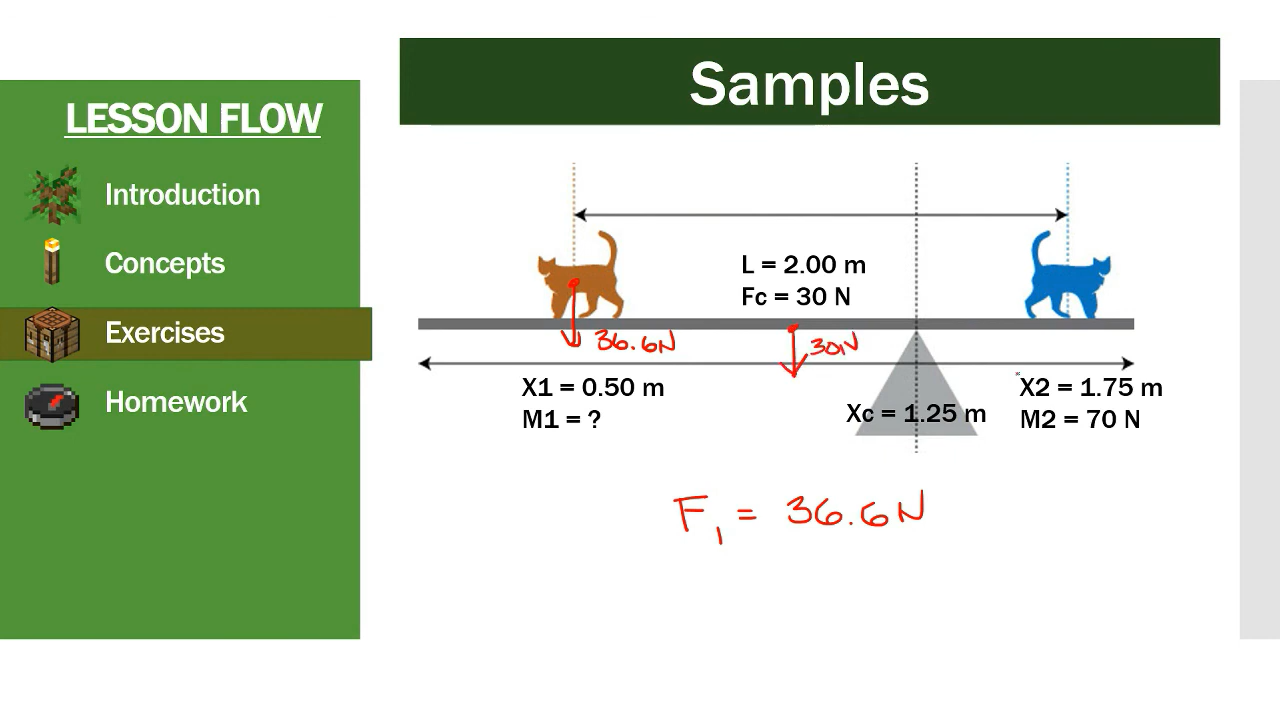 Samples
LESSON FLOW
Introduction
Concepts
Exercises
Homework
L = 2.00 m
Fc = 30 N
36.6N
30N
X1 = 0.50 m
M1 = ?
Xc = 1.25 m
X2 = 1.75 m
M2 = 70 N
F1 = 36.6N